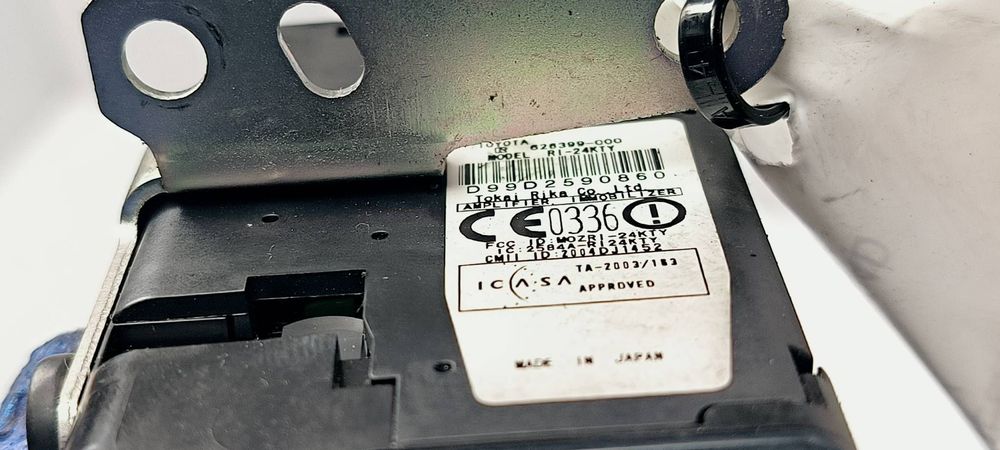 TOYOTA 626399-000
MODEL RI-24KTY
D99D2590860
Tokai Rika Co.,Ltd
AMPLIFIER, IMMOBILIZER
CE0336
FCC ID:MOZRI-24KTY
IC:2584A-RI24KTY
CMII ID:2004DJ1452
ICASA TA-2003/163
APPROVED
MADE IN JAPAN